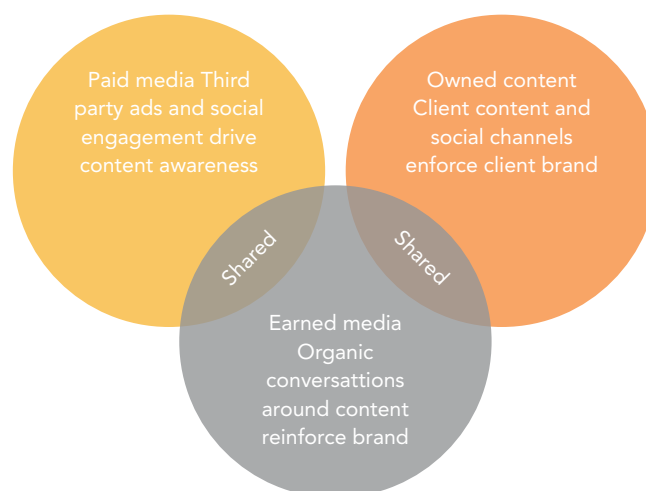 Paid media Third
party ads and social
engagement drive
content awareness
Owned content
Client content and
social channels
enforce client brand
Shared
Shared
Earned media
Organic
conversattions
around content
reinforce brand